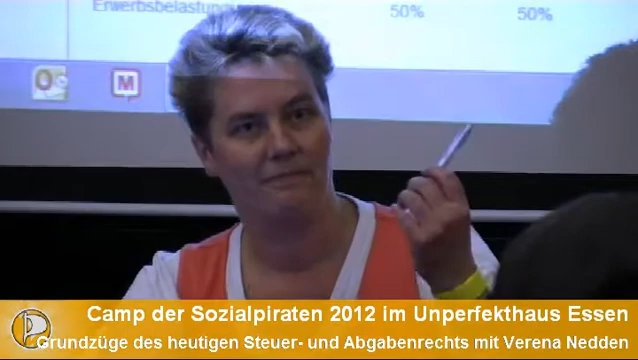 Erwerbsbelastung
50%
50%
M
Camp der Sozialpiraten 2012 im Unperfekthaus Essen
Grundzüge des heutigen Steuer- und Abgabenrechts mit Verena Nedden